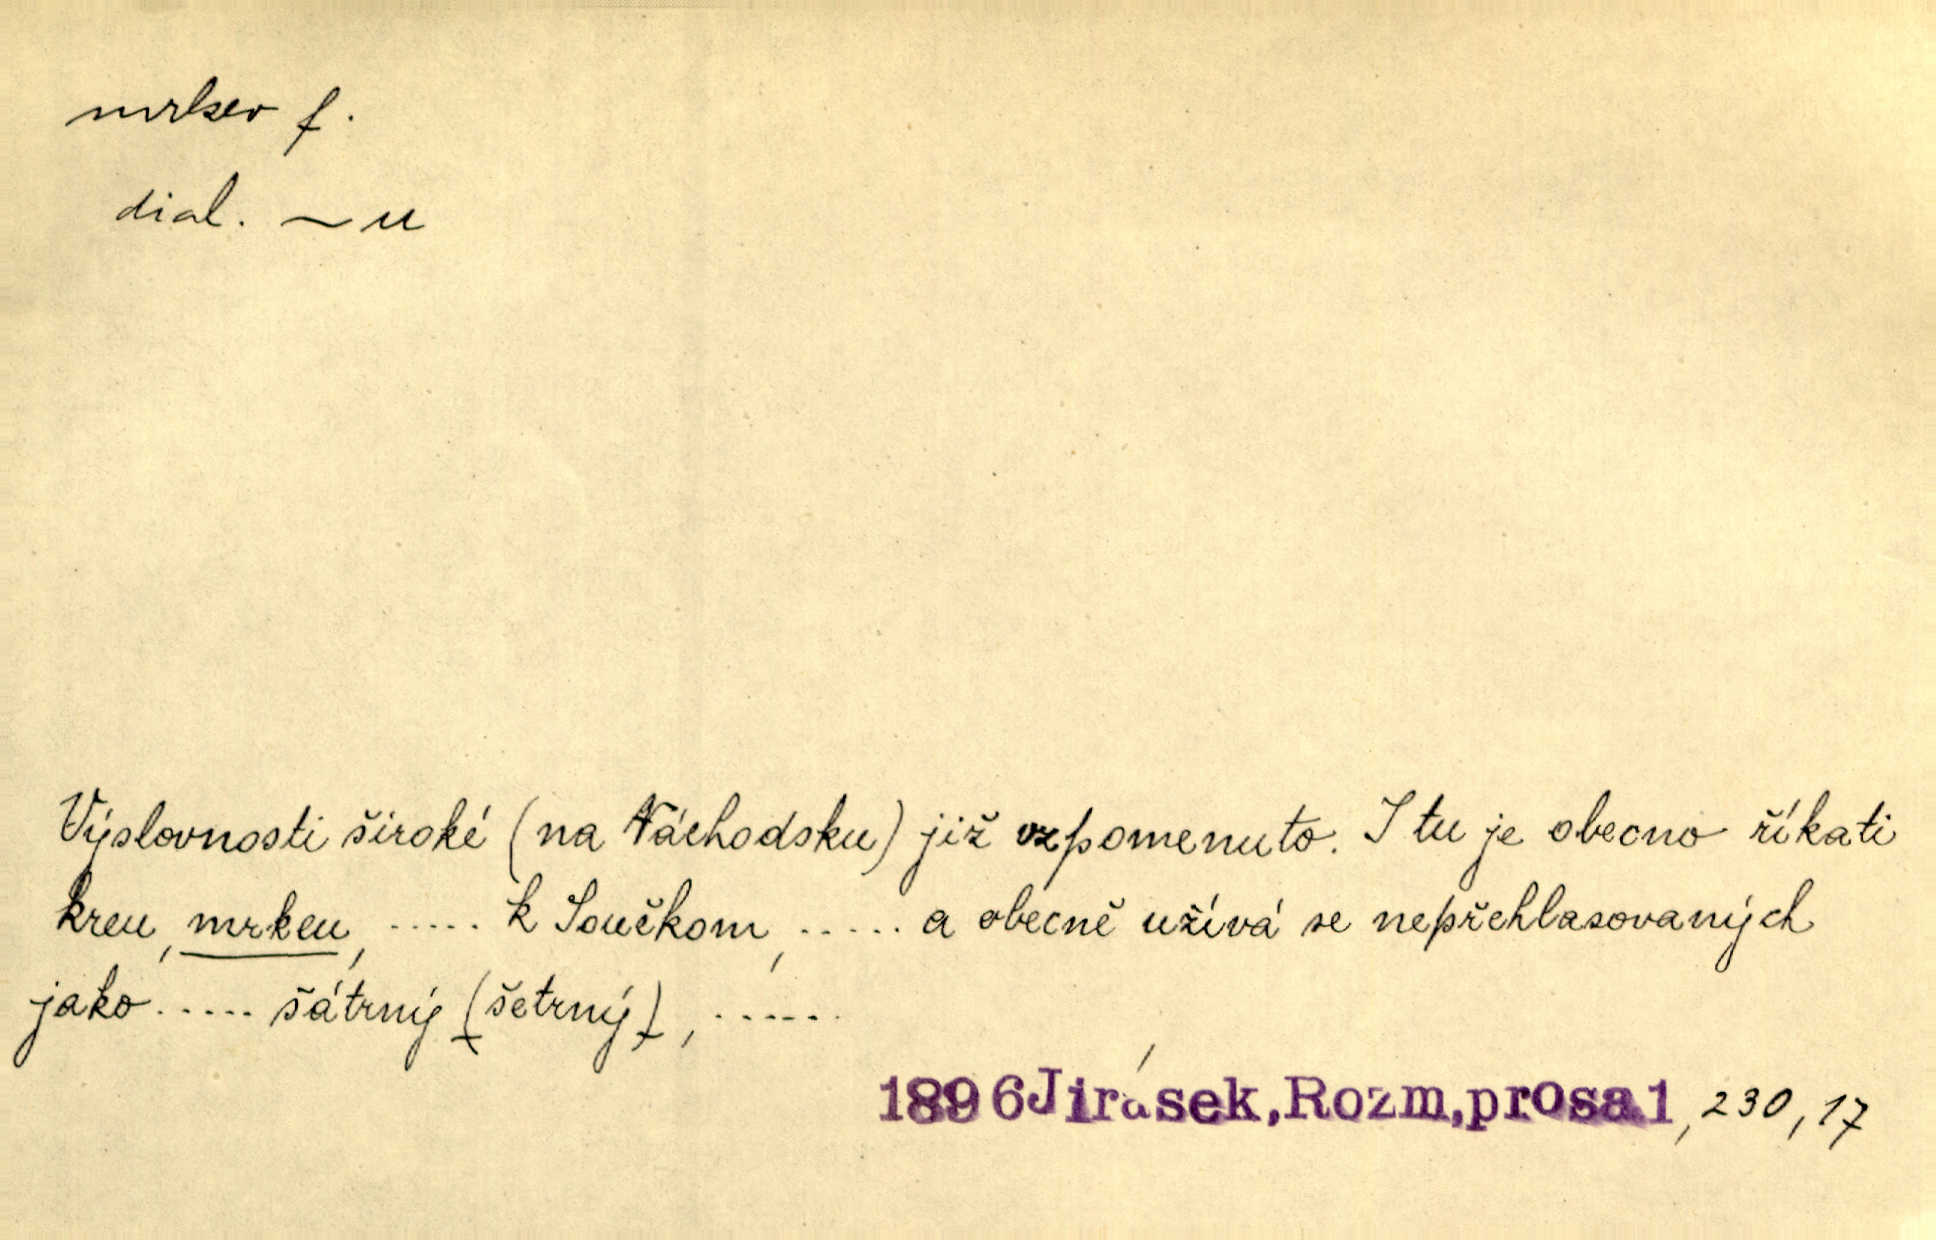 mrkev f.
dial. ~u
Výslovnosti široké (na Náchodsku) již vzpomenuto. I tu je obecno říkati
kreu, mrkeu, ..... k Součkom, ..... a obecně užívá se nepřehlasovaných
jako ..... šátrný (šetrný), ......
1896 Jirásek, Rozm, prosa 1, 230, 17